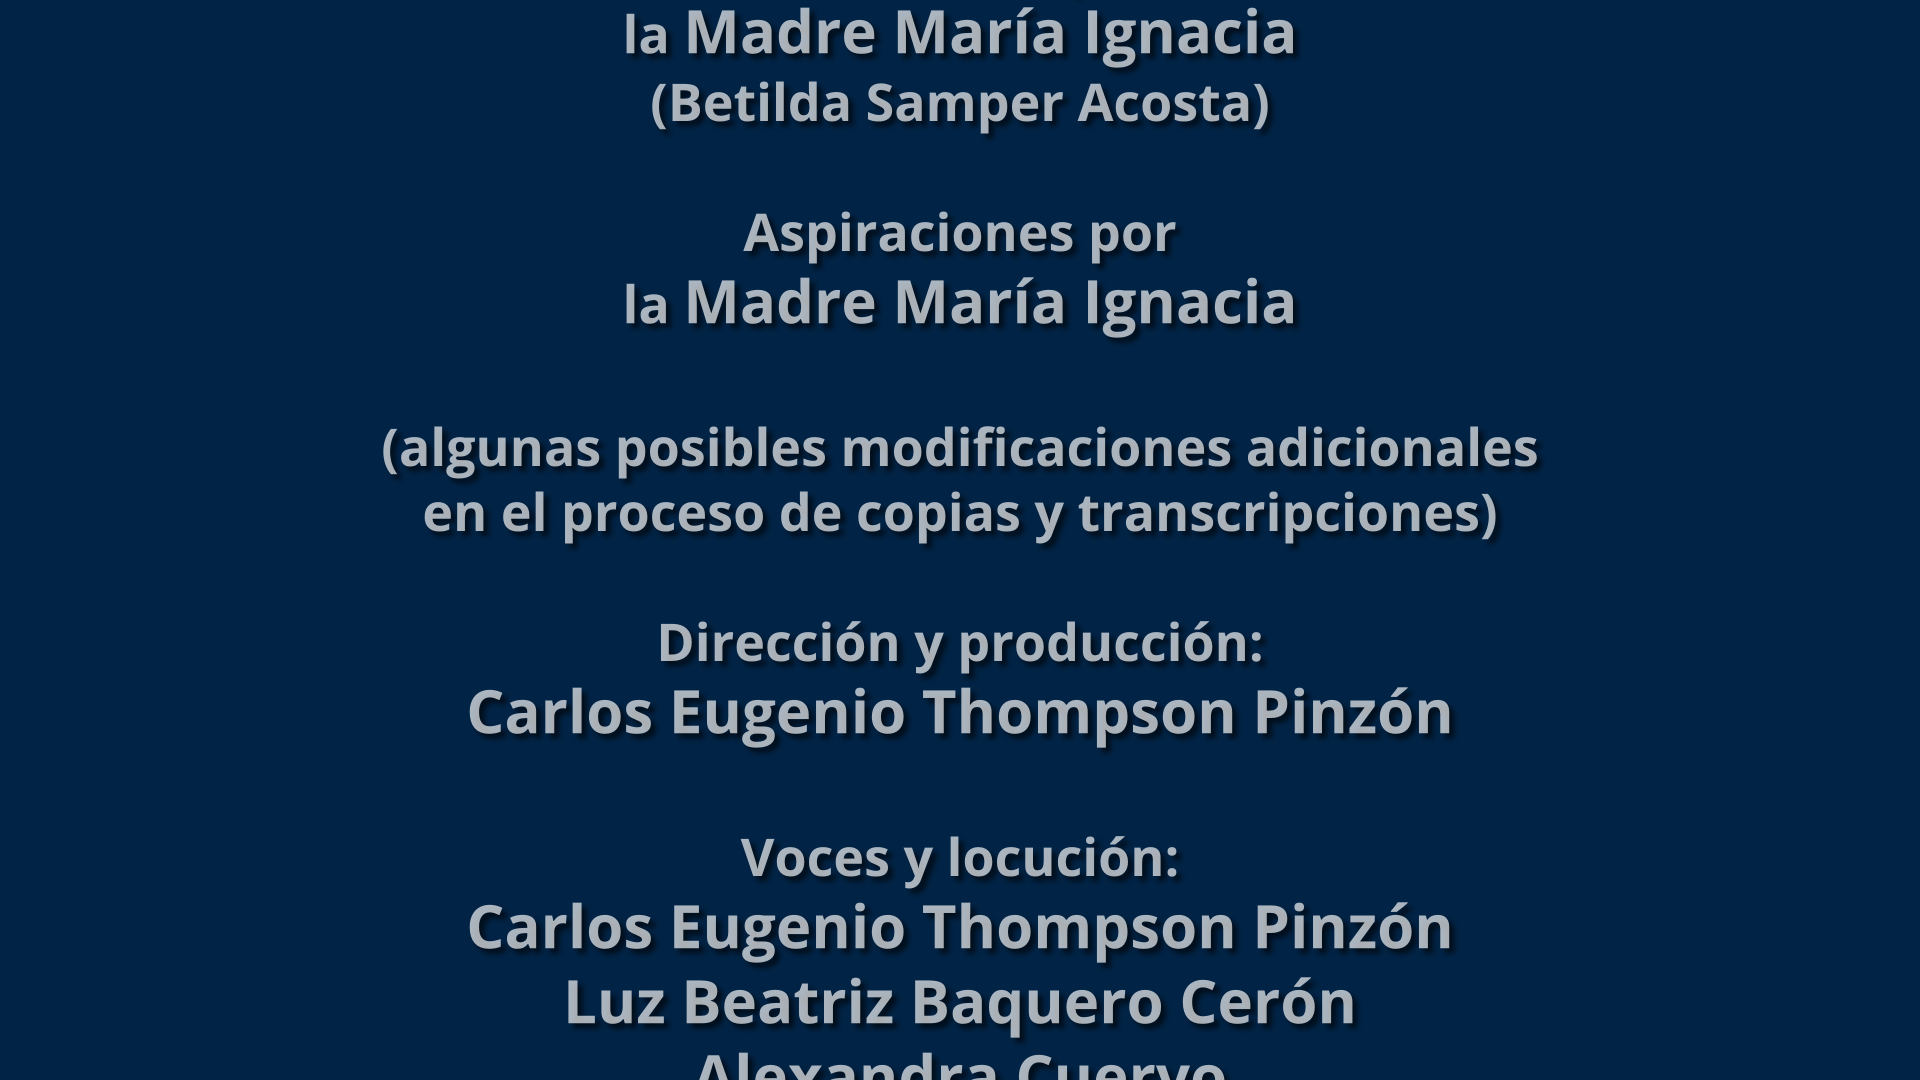 la Madre María Ignacia
(Betilda Samper Acosta)
Aspiraciones por
la Madre María Ignacia
(algunas posibles modificaciones adicionales
en el proceso de copias y transcripciones)
Dirección y producción:
Carlos Eugenio Thompson Pinzón
Voces y locución:
Carlos Eugenio Thompson Pinzón
Luz Beatriz Baquero Cerón
Alexandra Cuervo